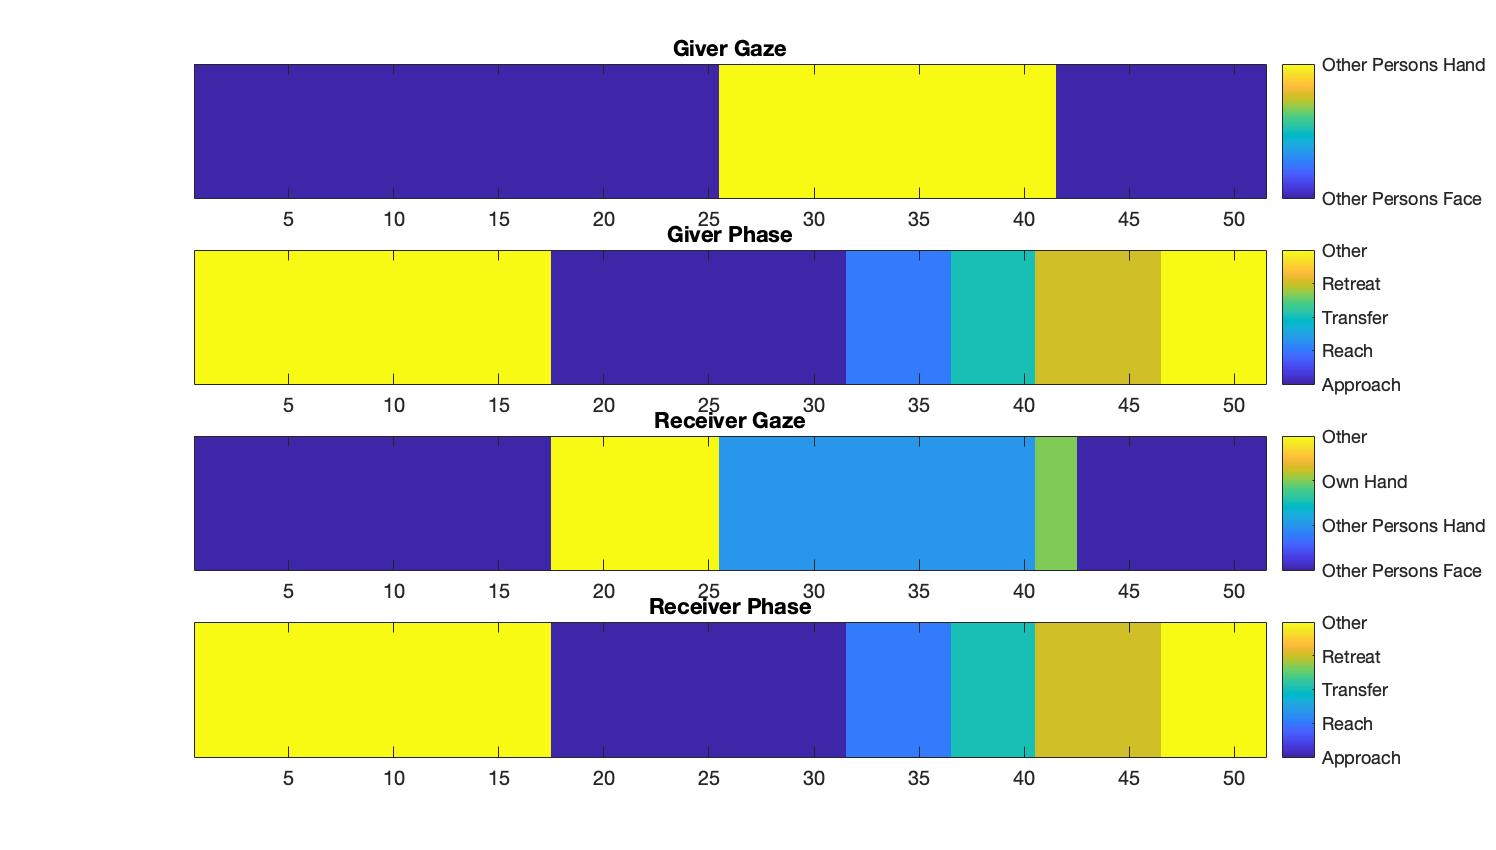 Giver Gaze
Other Persons Hand
Other Persons Face
5 10 15 20 25 30 35 40 45 50
Giver Phase
Other
Retreat
Transfer
Reach
Approach
5 10 15 20 25 30 35 40 45 50
Receiver Gaze
Other
Own Hand
Other Persons Hand
Other Persons Face
5 10 15 20 25 30 35 40 45 50
Receiver Phase
Other
Retreat
Transfer
Reach
Approach
5 10 15 20 25 30 35 40 45 50